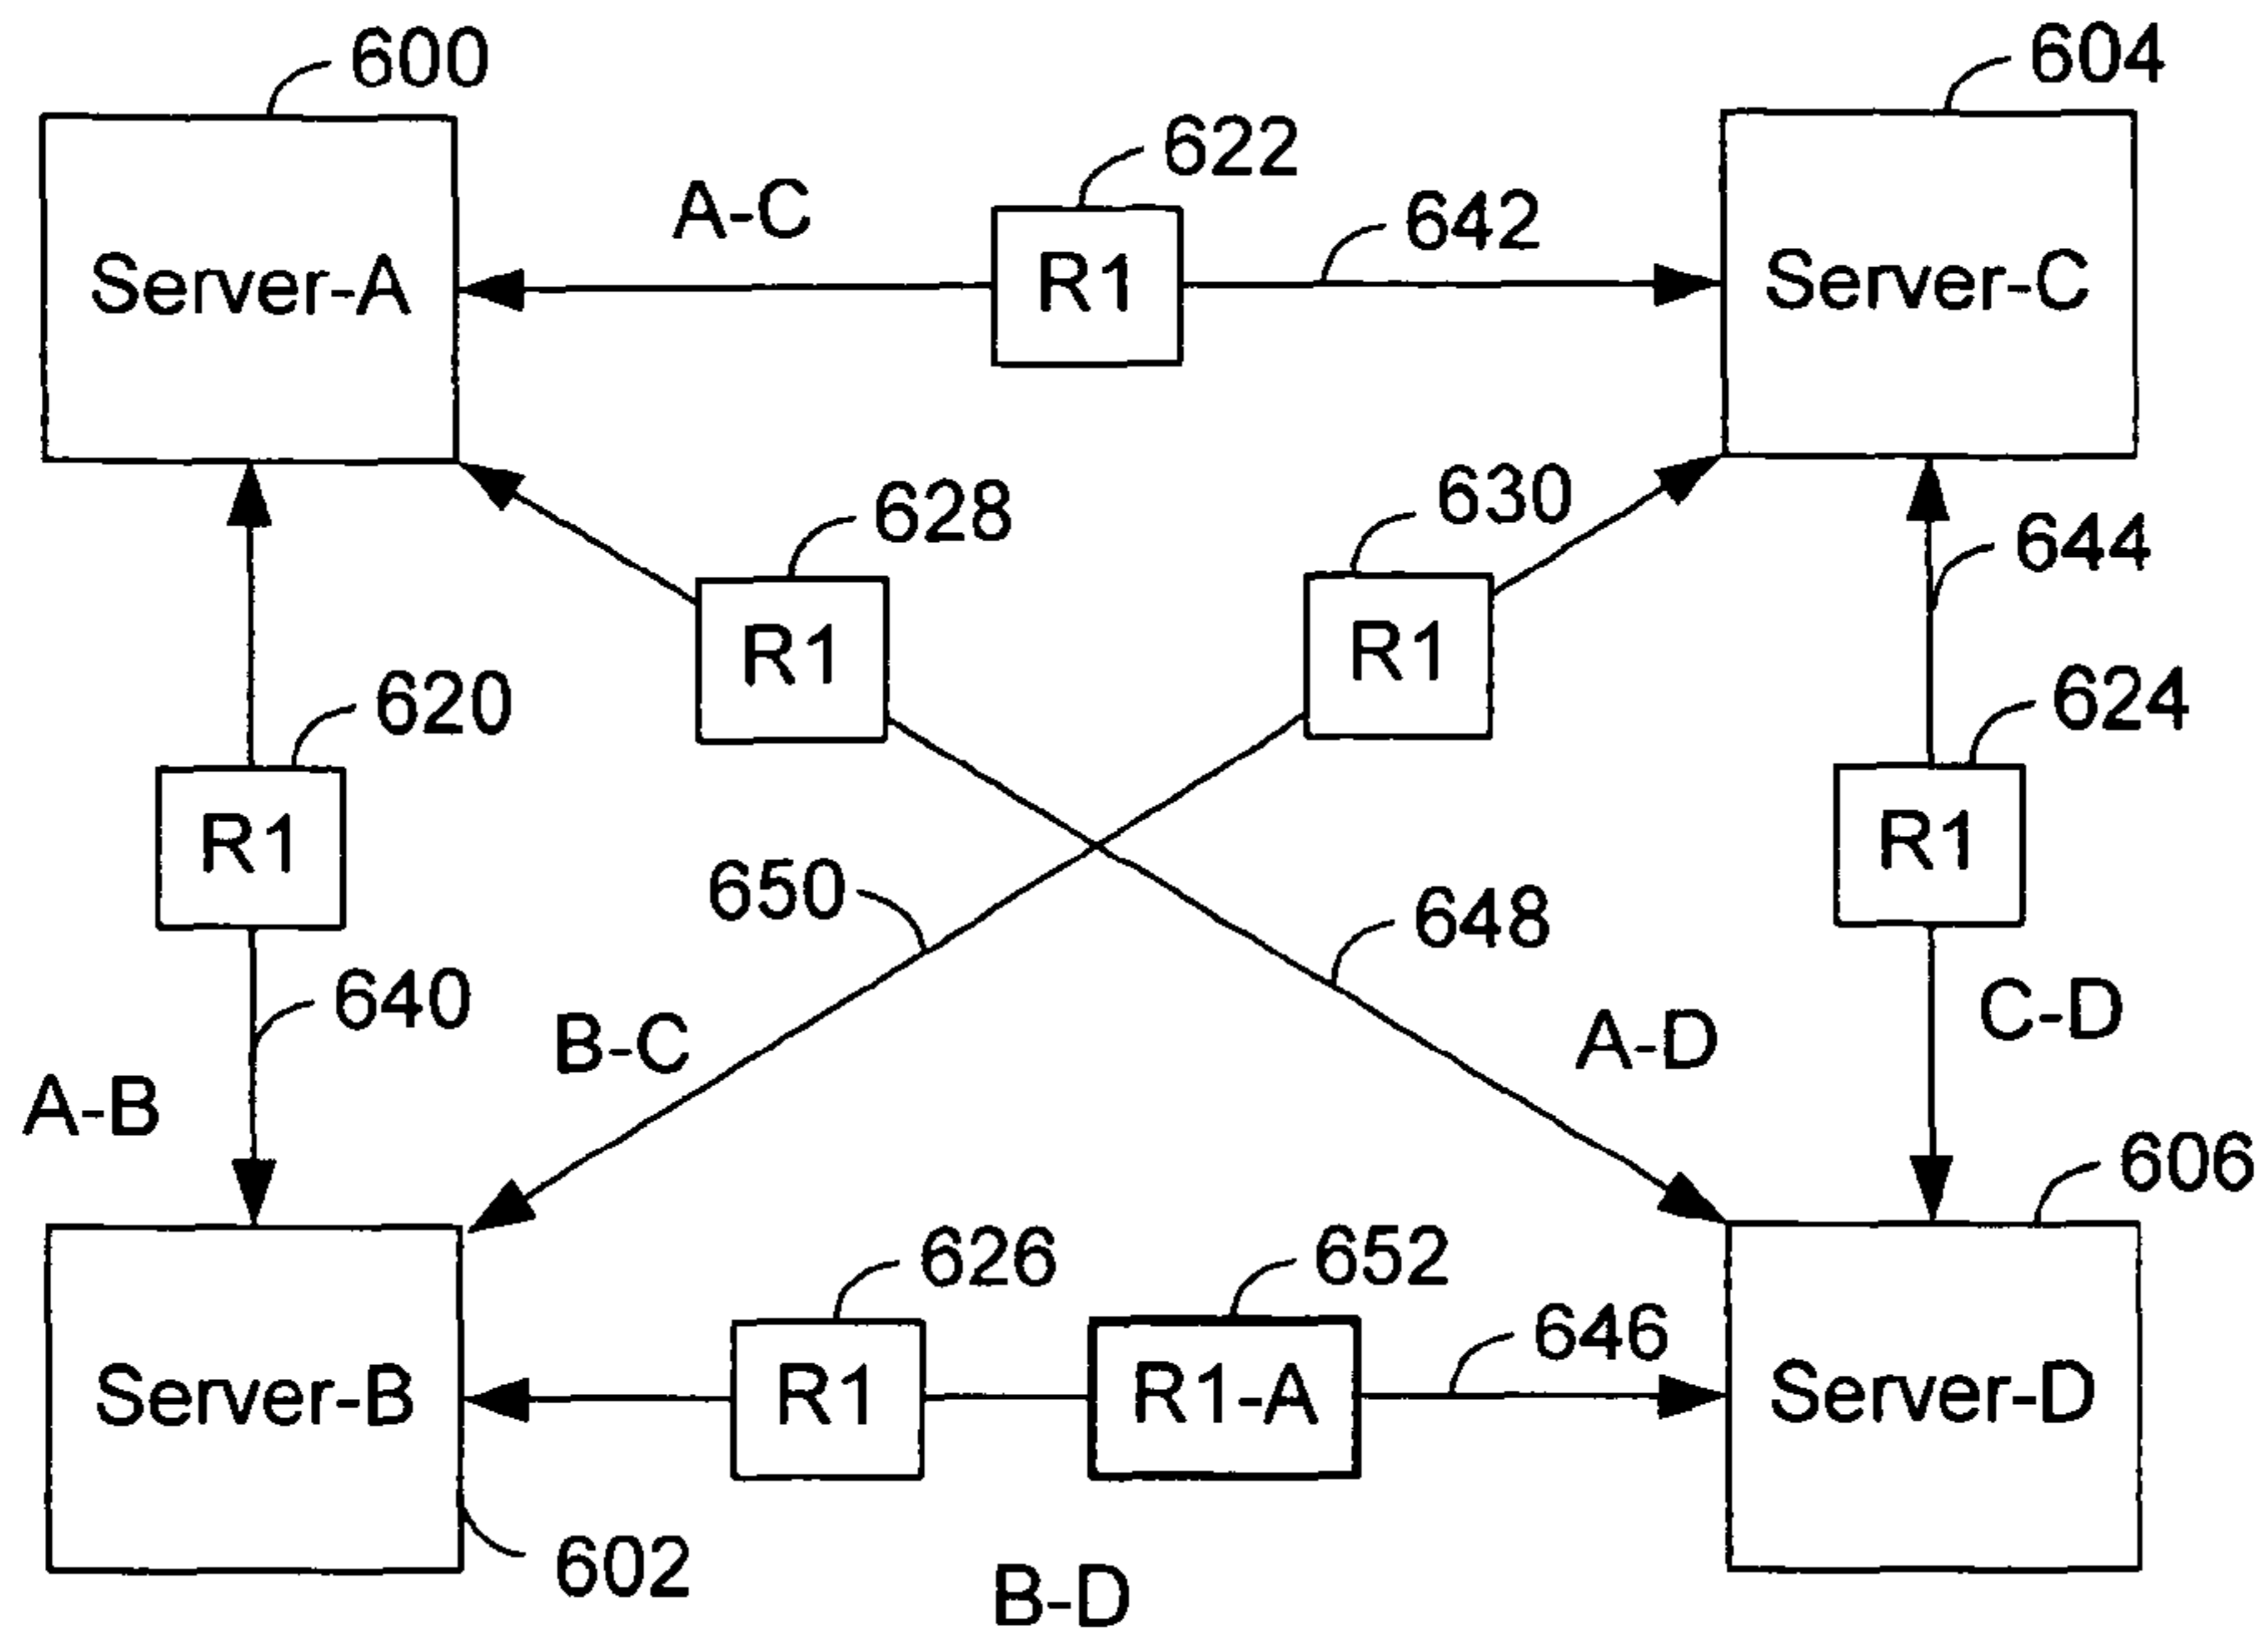 600
604
622
A-C
642
Server-A
R1
Server-C
628
630
644
R1
R1
620
624
R1
R1
650
648
640
B-C
A-D
C-D
A-B
606
626
652
646
Server-B
R1
R1-A
Server-D
602
B-D